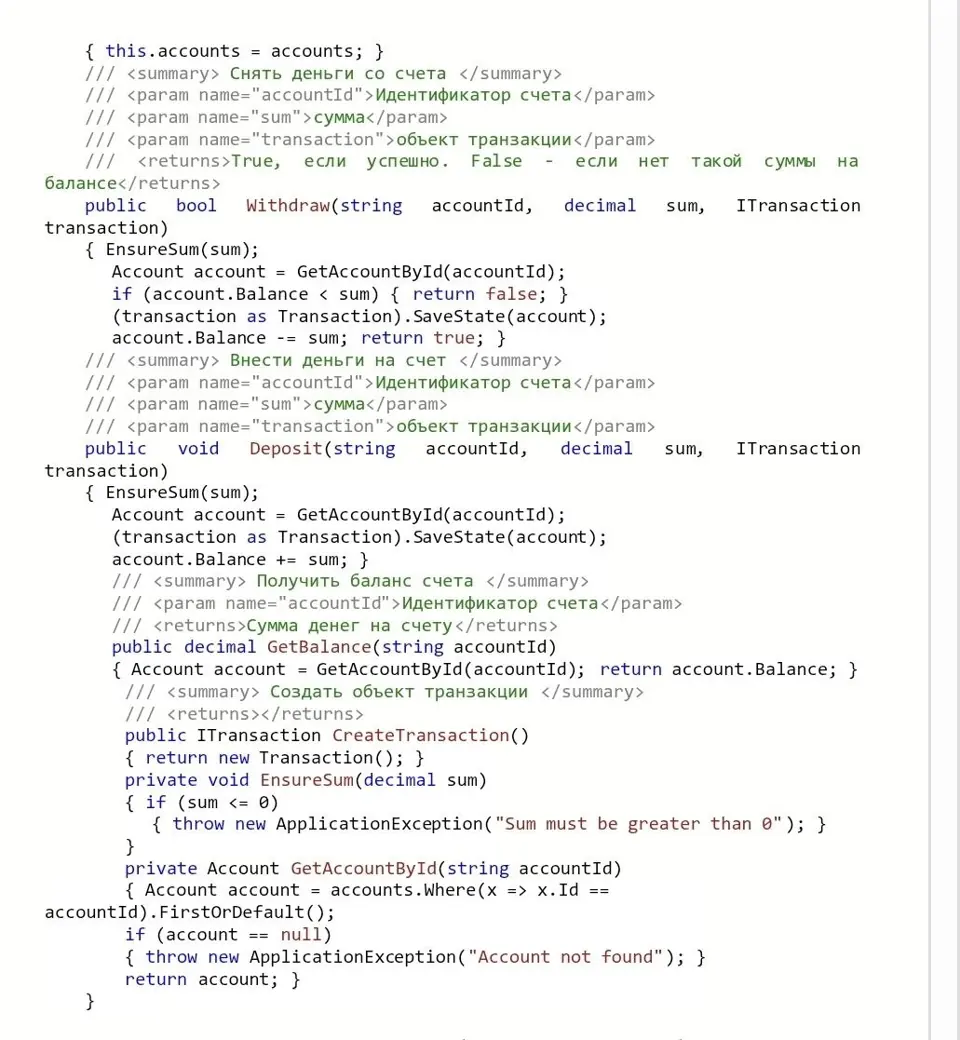 { this.accounts = accounts; }
/// <summary> Снять деньги со счета </summary>
/// <param name="accountId">Идентификатор счета</param>
/// <param name="sum">сумма</param>
/// <param name="transaction">объект транзакции</param>
/// <returns>True, если успешно. False - если нет такой суммы на
балансе</returns>
public bool Withdraw(string accountId, decimal sum, ITransaction
transaction)
{ EnsureSum(sum);
Account account = GetAccountById(accountId);
if (account.Balance < sum) { return false; }
(transaction as Transaction).SaveState(account);
account.Balance -= sum; return true; }
/// <summary> Внести деньги на счет </summary>
/// <param name="accountId">Идентификатор счета</param>
/// <param name="sum">сумма</param>
/// <param name="transaction">объект транзакции</param>
public void Deposit(string accountId, decimal sum, ITransaction
transaction)
{ EnsureSum(sum);
Account account = GetAccountById(accountId);
(transaction as Transaction).SaveState(account);
account.Balance += sum; }
/// <summary> Получить баланс счета </summary>
/// <param name="accountId">Идентификатор счета</param>
/// <returns>Сумма денег на счету</returns>
public decimal GetBalance(string accountId)
{ Account account = GetAccountById(accountId); return account.Balance; }
/// <summary> Создать объект транзакции </summary>
/// <returns></returns>
public ITransaction CreateTransaction()
{ return new Transaction(); }
private void EnsureSum(decimal sum)
{ if (sum <= 0)
{ throw new ApplicationException("Sum must be greater than 0"); }
}
private Account GetAccountById(string accountId)
{ Account account = accounts.Where(x => x.Id ==
accountId).FirstOrDefault();
if (account == null)
{ throw new ApplicationException("Account not found"); }
return account; }
}